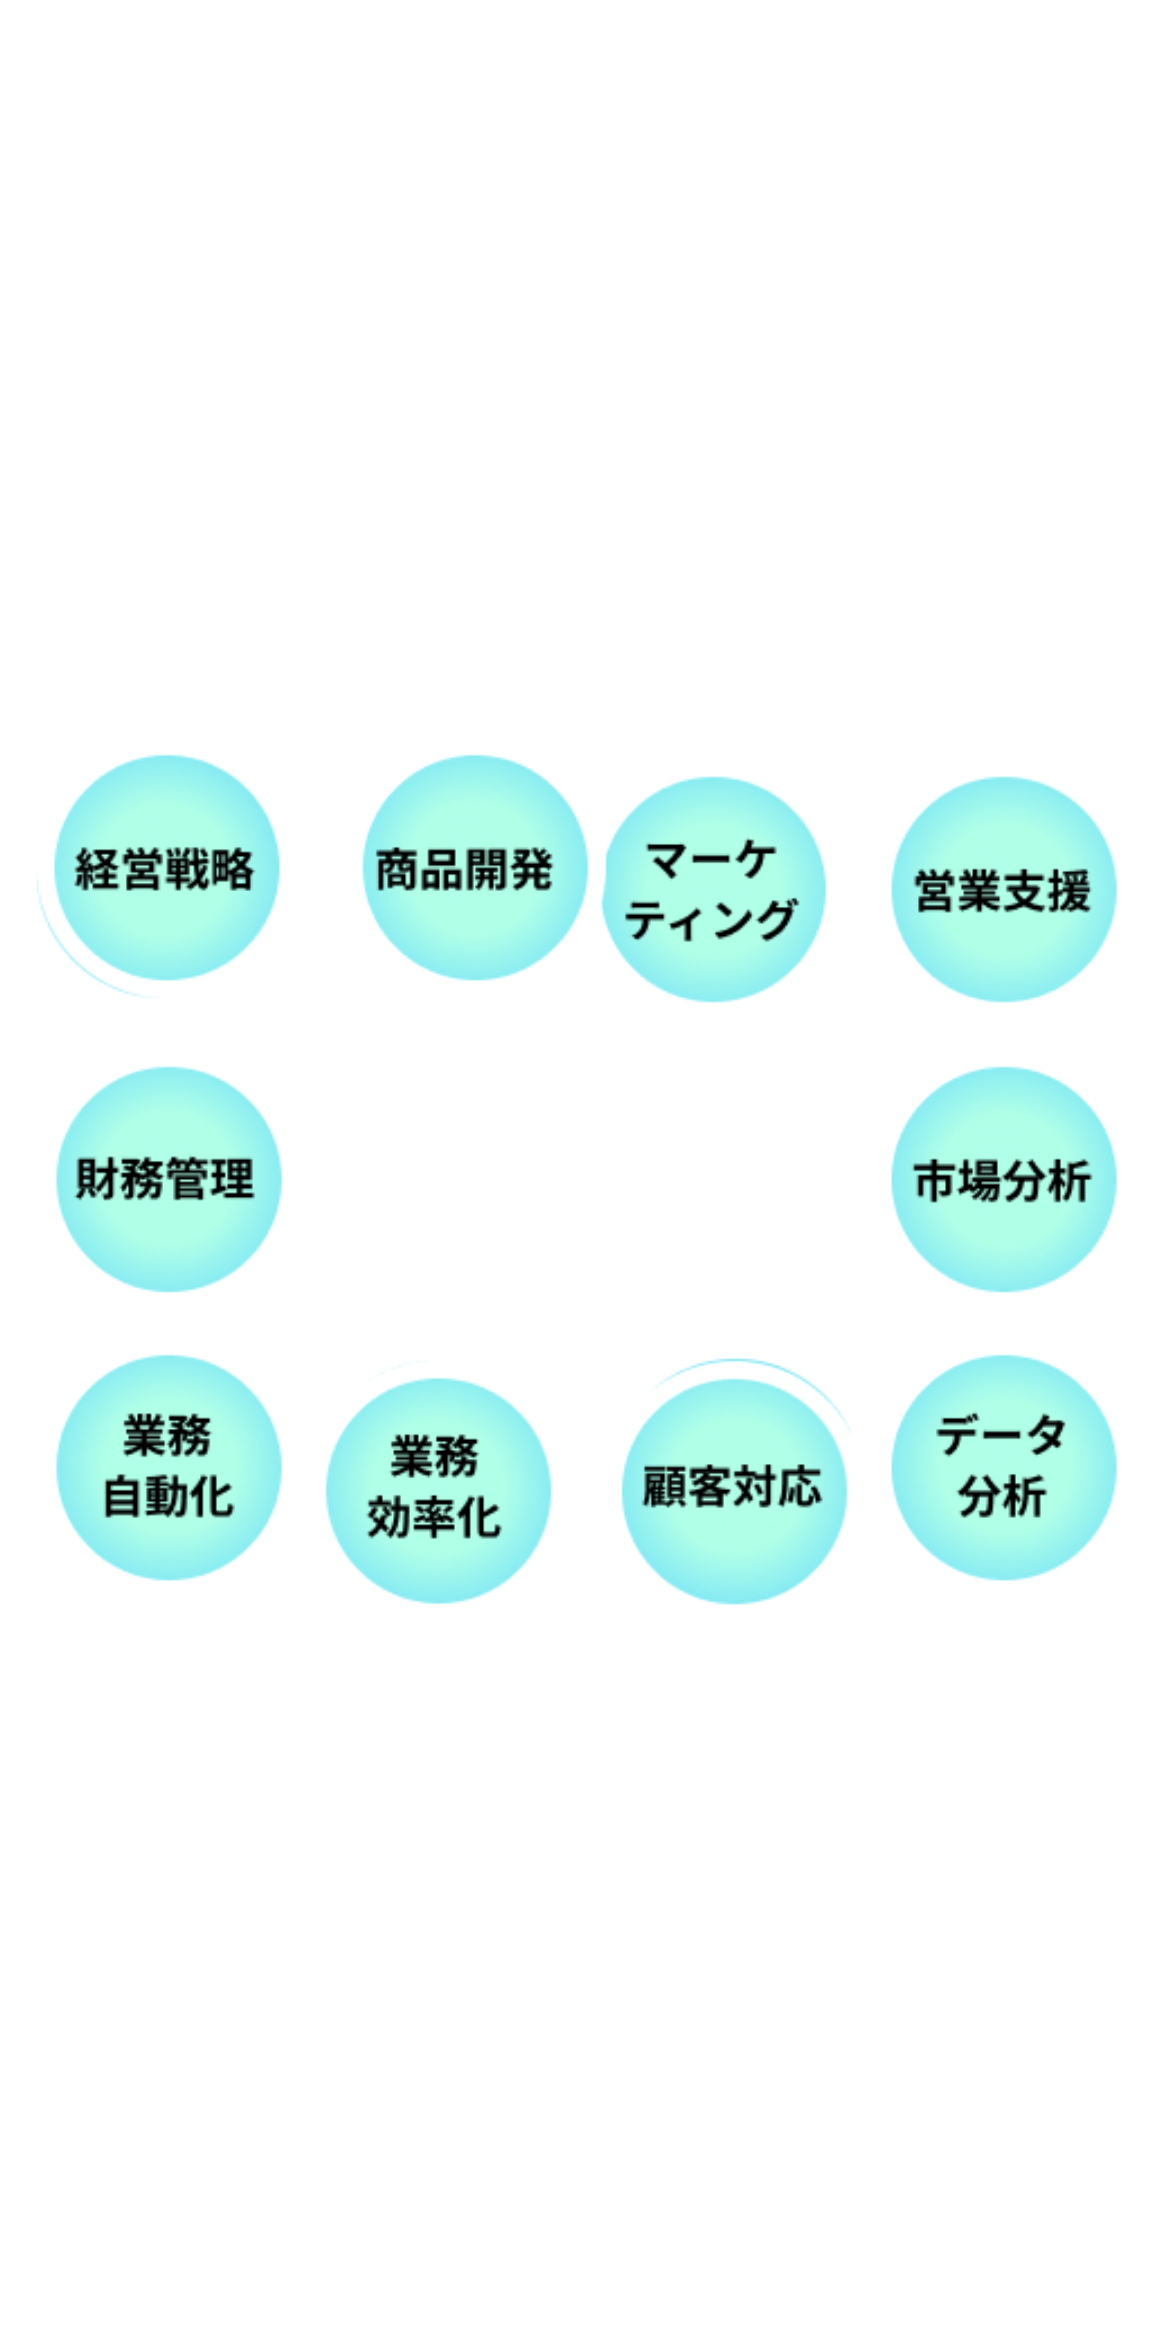 経営戦略
商品開発
マーケ
ティング
営業支援
財務管理
市場分析
業務
自動化
業務
効率化
顧客対応
データ
分析